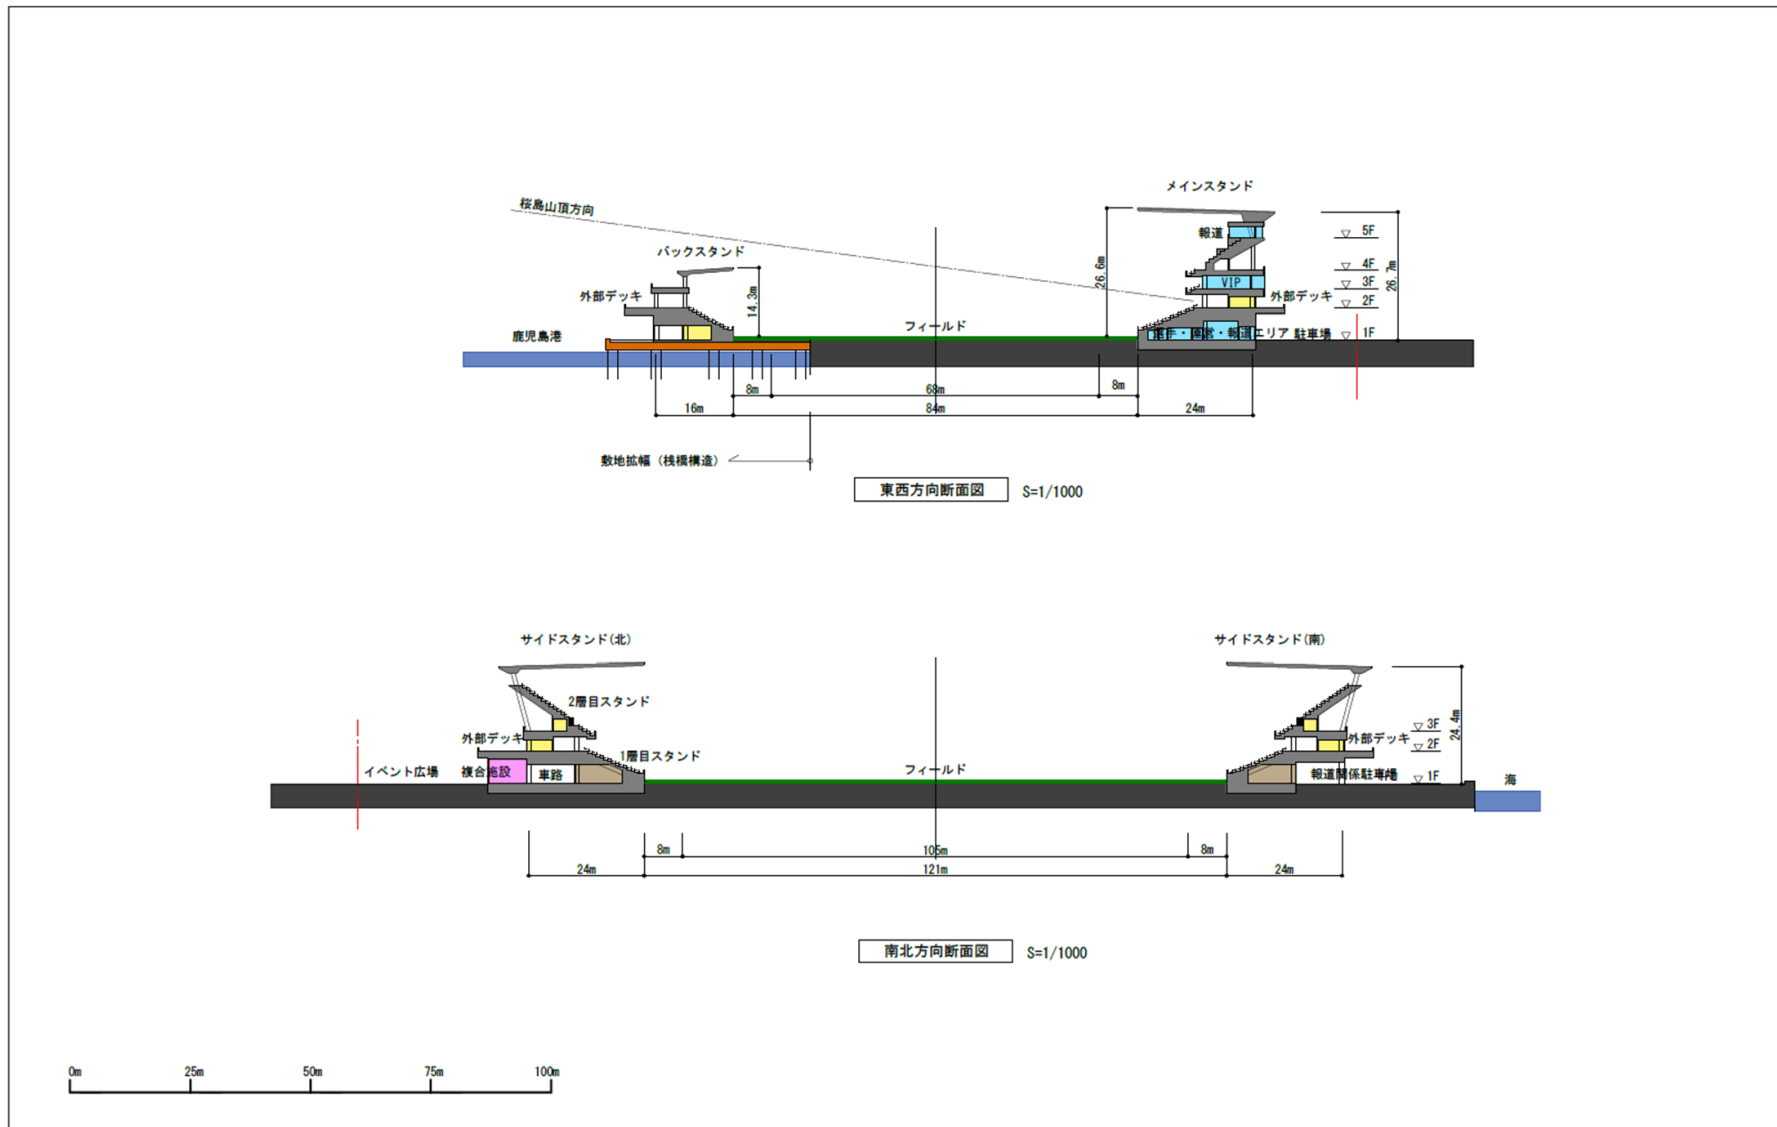 メインスタンド
桜島山頂方向
報道
5F
バックスタンド
4F
26.6m
26.7m
VIP
3F
14.3m
外部デッキ
外部デッキ
2F
フィールド
鹿児島港
選手・運営・報道エリア
駐車場
1F
8m
68m
8m
16m
84m
24m
敷地拡幅（桟橋構造）
東西方向断面図
S=1/1000
サイドスタンド(北)
サイドスタンド(南)
2層目スタンド
24.4m
3F
外部デッキ
外部デッキ
2F
1層目スタンド
イベント広場
複合施設
車路
フィールド
報道関係駐車場
1F
海
8m
105m
8m
24m
121m
24m
南北方向断面図
S=1/1000
0m
25m
50m
75m
100m